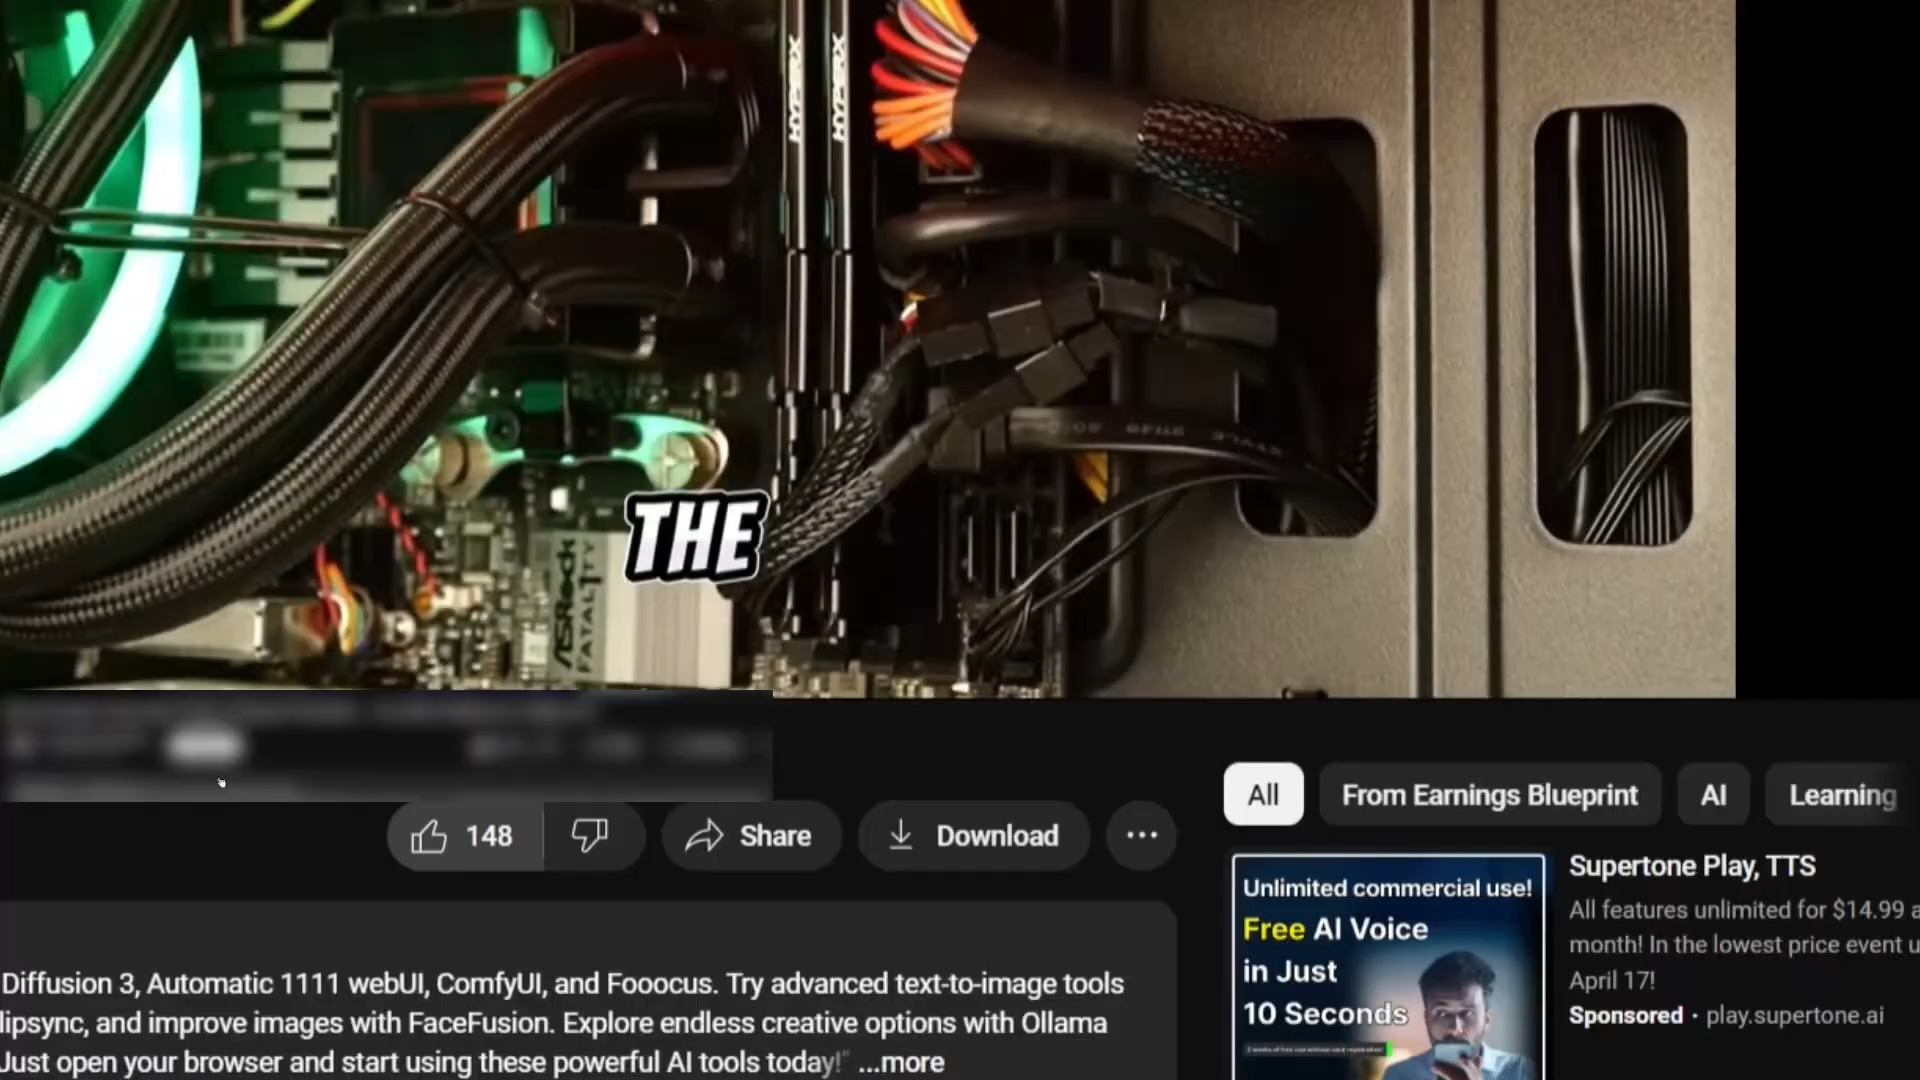 HYPERX
HYPERX
THE
ASRock
FATAL1TY
148
Share
Download
All
From Earnings Blueprint
AI
Learning
Unlimited commercial use!
Free AI Voice
in Just
10 Seconds
Supertone Play, TTS
All features unlimited for $14.99 a
month! In the lowest price event u
April 17!
Sponsored · play.supertone.ai
Diffusion 3, Automatic 1111 webUI, ComfyUI, and Fooocus. Try advanced text-to-image tools
lipsync, and improve images with FaceFusion. Explore endless creative options with Ollama
Just open your browser and start using these powerful AI tools today!" ...more